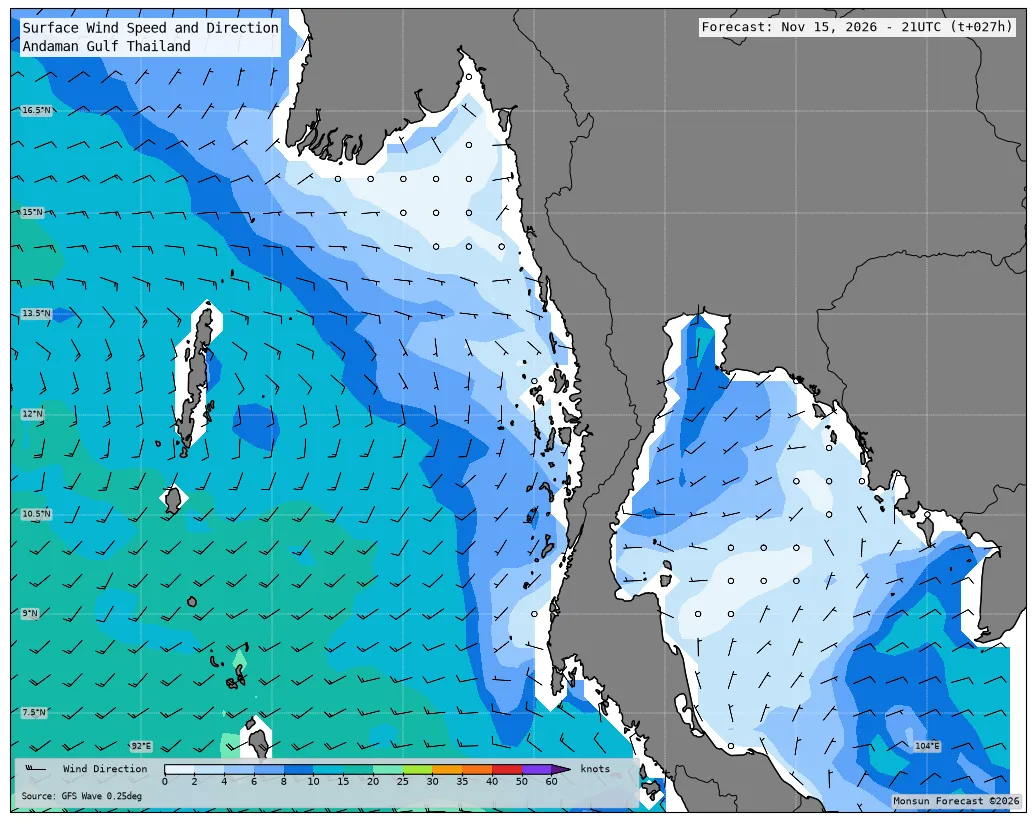 Surface Wind Speed and Direction
Andaman Gulf Thailand
Forecast: Nov 15, 2026 - 21UTC (t+027h)
16.5°N
15°N
13.5°N
12°N
10.5°N
9°N
7.5°N
92°E
104°E
Wind Direction
knots
0 2 4 6 8 10 15 20 25 30 35 40 50 60
Source: GFS Wave 0.25deg
Monsun Forecast ©2026